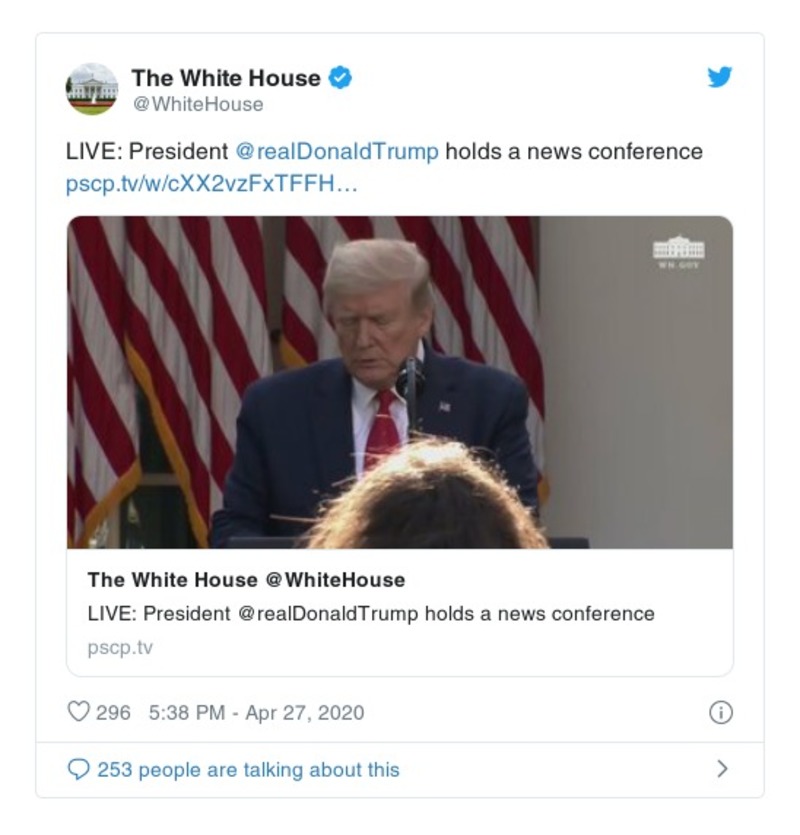 The White House
@WhiteHouse
LIVE: President @realDonaldTrump holds a news conference
pscp.tv/w/cXX2vzFxTFFH…
WH.GOV
The White House @WhiteHouse
LIVE: President @realDonaldTrump holds a news conference
pscp.tv
296 5:38 PM - Apr 27, 2020
253 people are talking about this